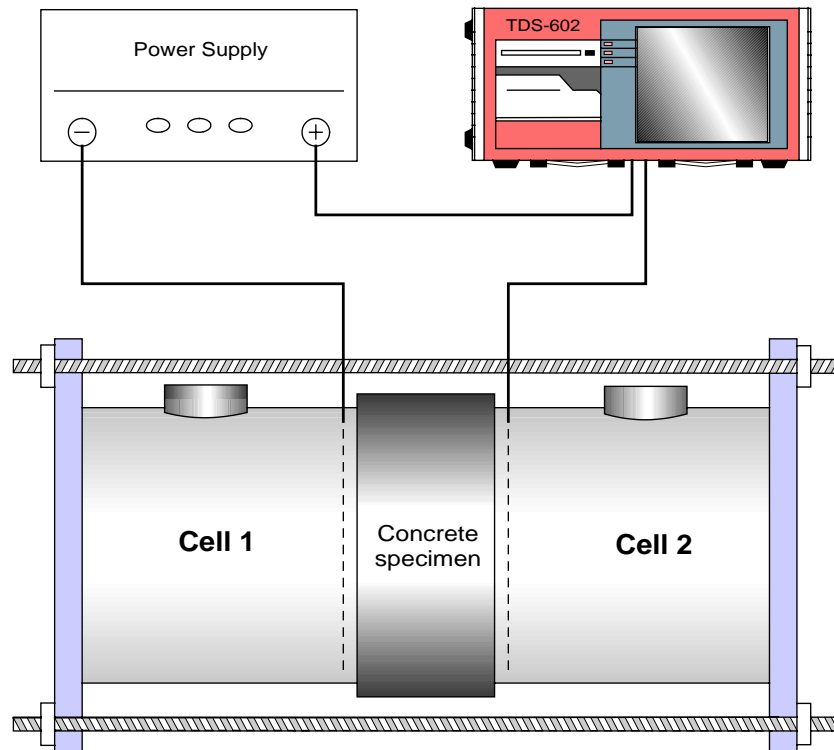 Power Supply
− +
TDS-602
Cell 1
Concrete
specimen
Cell 2